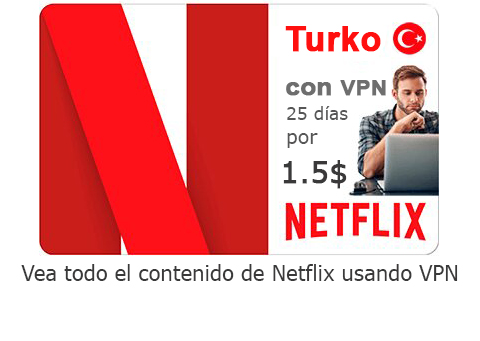 Turko
con VPN
25 días
por
1.5$
NETFLIX
Vea todo el contenido de Netflix usando VPN